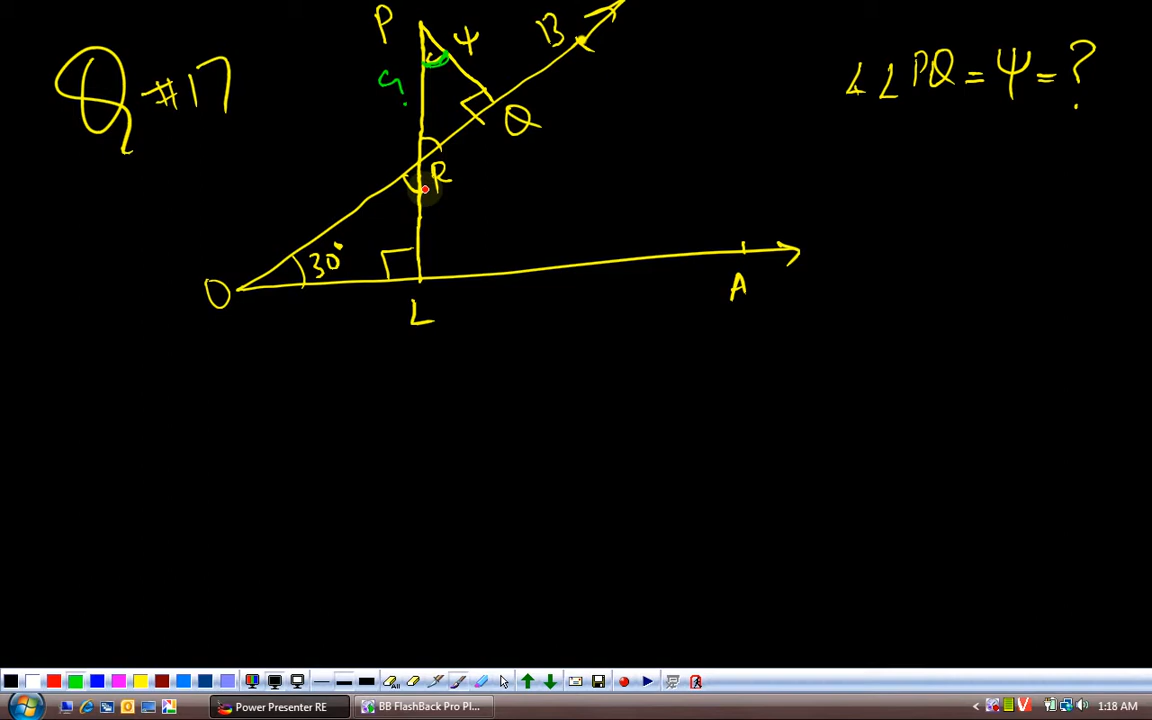 Q #17
P
Ψ
B
∠LPQ = Ψ = ?
Q
R
30°
O
L
A
Power Presenter RE
BB FlashBack Pro Pl...
1:18 AM